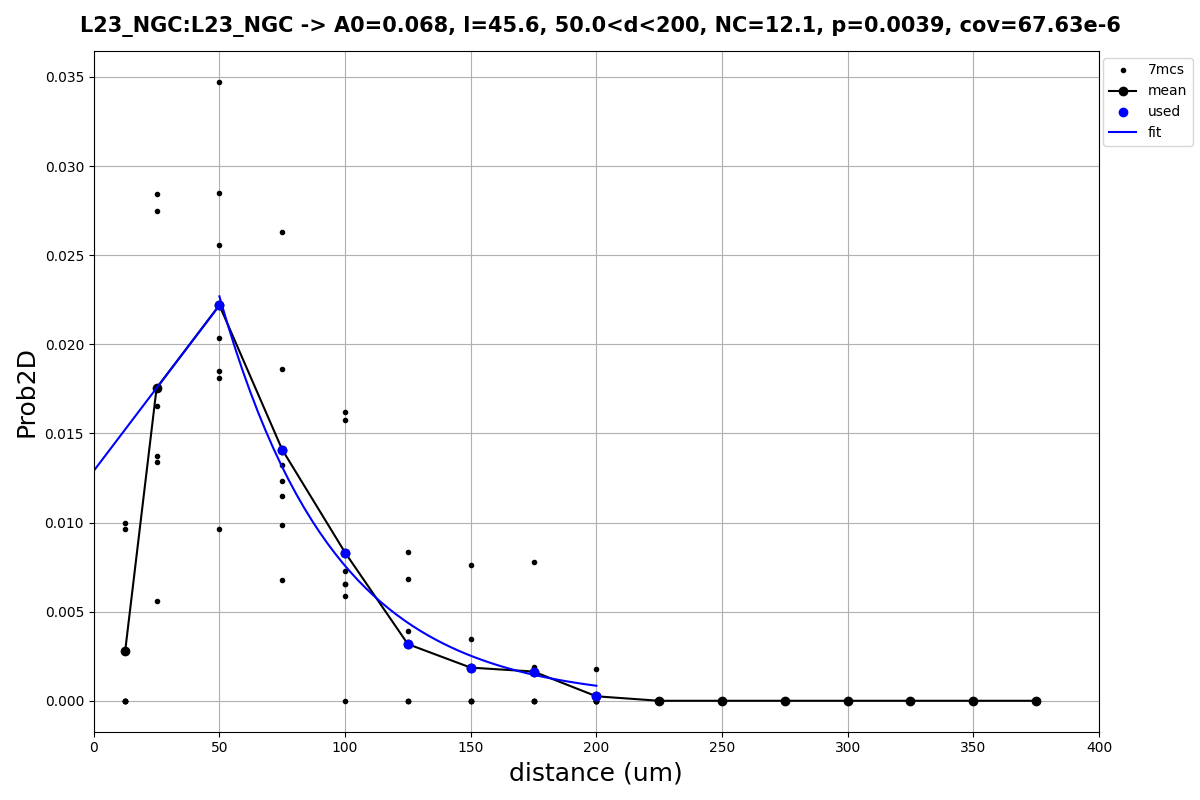 L23_NGC:L23_NGC -> A0=0.068, l=45.6, 50.0<d<200, NC=12.1, p=0.0039, cov=67.63e-6
7mcs
mean
used
fit
Prob2D
0.035
0.030
0.025
0.020
0.015
0.010
0.005
0.000
0 50 100 150 200 250 300 350 400
distance (um)